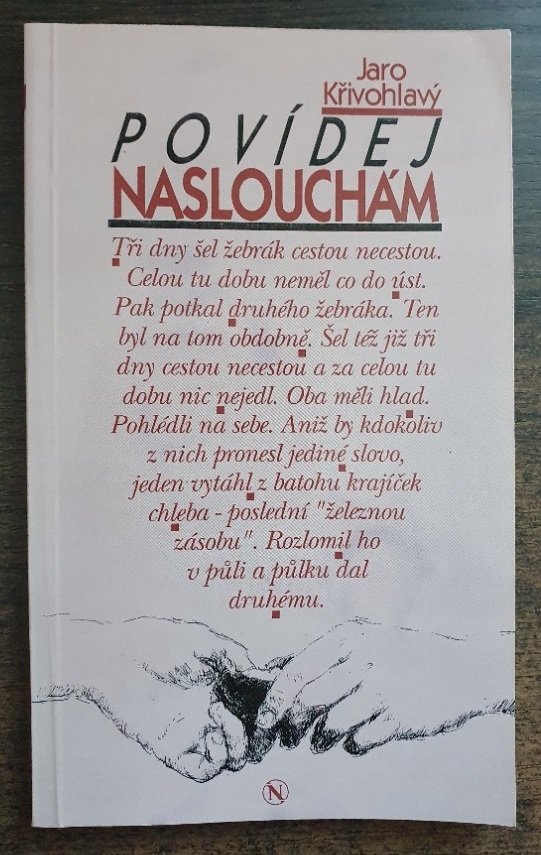 Jaro
Křivohlavý
POVÍDEJ
NASLOUCHÁM
Tři dny šel žebrák cestou necestou.
Celou tu dobu neměl co do úst.
Pak potkal druhého žebráka. Ten
byl na tom obdobně. Šel též již tři
dny cestou necestou a za celou tu
dobu nic nejedl. Oba měli hlad.
Pohlédli na sebe. Aniž by kdokoliv
z nich pronesl jediné slovo,
jeden vytáhl z batohu krajíček
chleba - poslední "železnou
zásobu". Rozlomil ho
v půli a půlku dal
druhému.
N